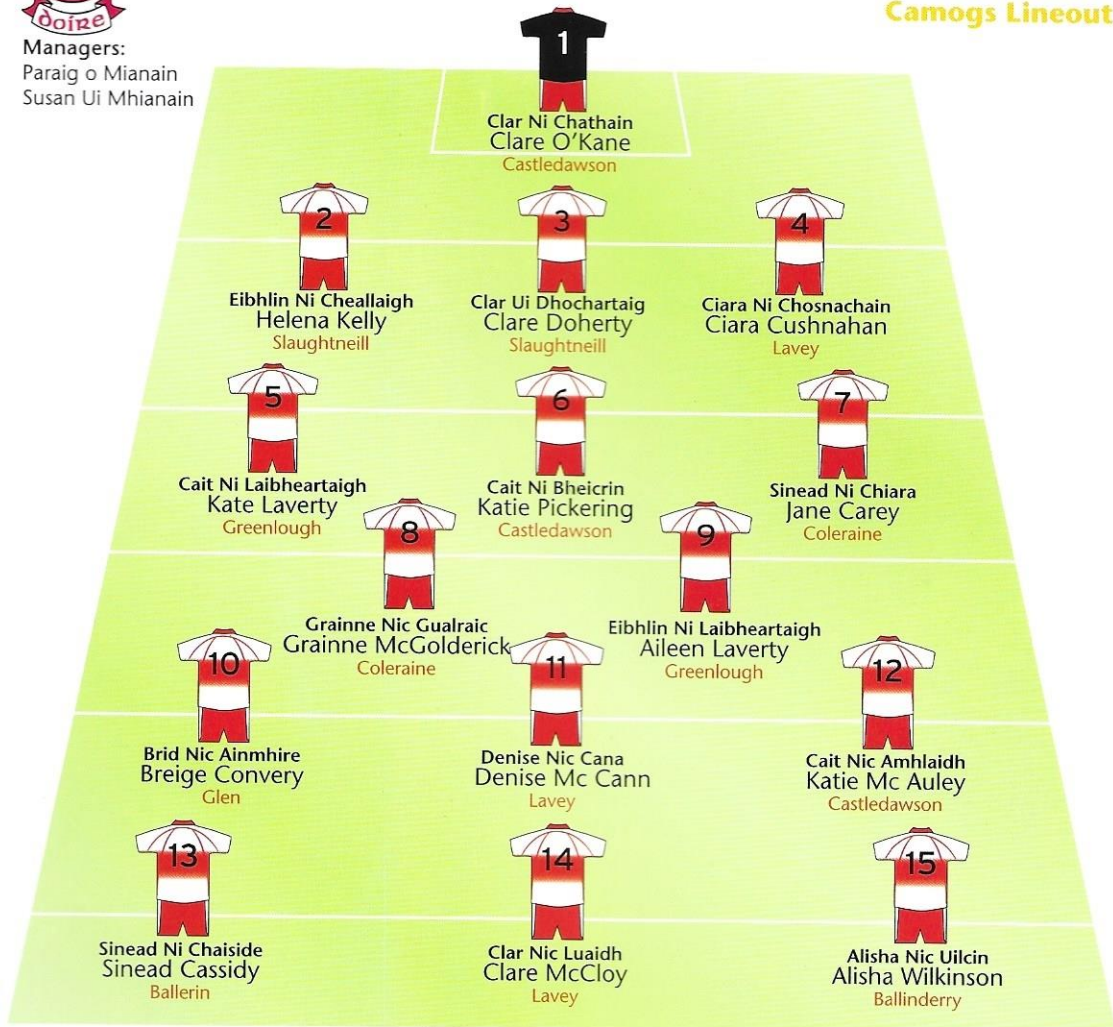 doire
Camogs Lineout
Managers:
Paraig o Mianain
Susan Ui Mhianain
1
Clar Ni Chathain
Clare O'Kane
Castledawson
2
Eibhlin Ni Cheallaigh
Helena Kelly
Slaughtneill
3
Clar Ui Dhochartaig
Clare Doherty
Slaughtneill
4
Ciara Ni Chosnachain
Ciara Cushnahan
Lavey
5
Cait Ni Laibheartaigh
Kate Laverty
Greenlough
6
Cait Ni Bheicrin
Katie Pickering
Castledawson
7
Sinead Ni Chiara
Jane Carey
Coleraine
8
Grainne Nic Gualraic
Grainne McGolderick
Coleraine
9
Eibhlin Ni Laibheartaigh
Aileen Laverty
Greenlough
10
Brid Nic Ainmhire
Breige Convery
Glen
11
Denise Nic Cana
Denise Mc Cann
Lavey
12
Cait Nic Amhlaidh
Katie Mc Auley
Castledawson
13
Sinead Ni Chaiside
Sinead Cassidy
Ballerin
14
Clar Nic Luaidh
Clare McCloy
Lavey
15
Alisha Nic Uilcin
Alisha Wilkinson
Ballinderry